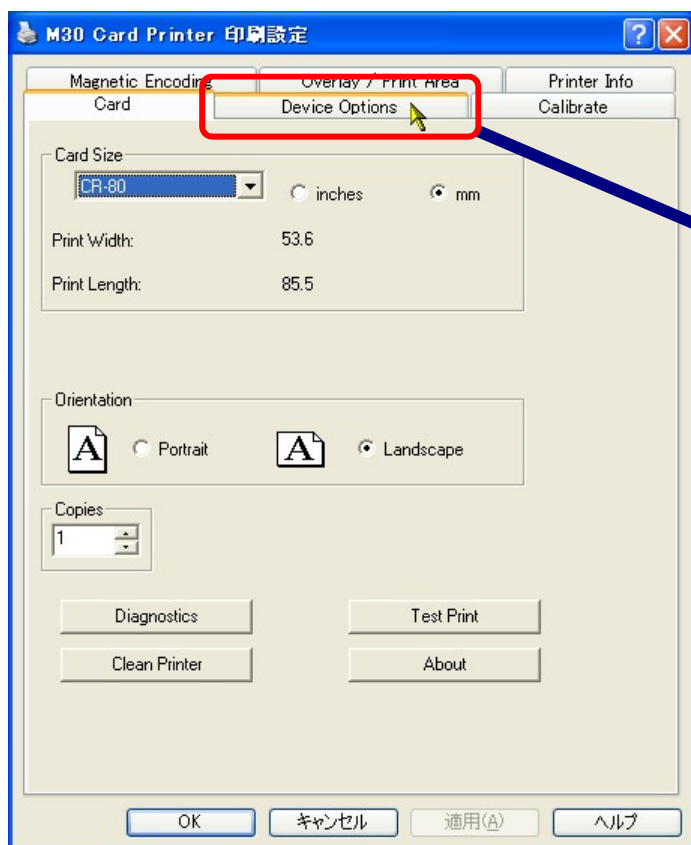 M30 Card Printer 印刷設定
Magnetic Encoding Overlay / Print Area Printer Info
Card Device Options Calibrate
Card Size
CR-80 inches mm
Print Width: 53.6
Print Length: 85.5
Orientation
A Portrait A Landscape
Copies
1
Diagnostics Test Print
Clean Printer About
OK キャンセル 適用(A) ヘルプ